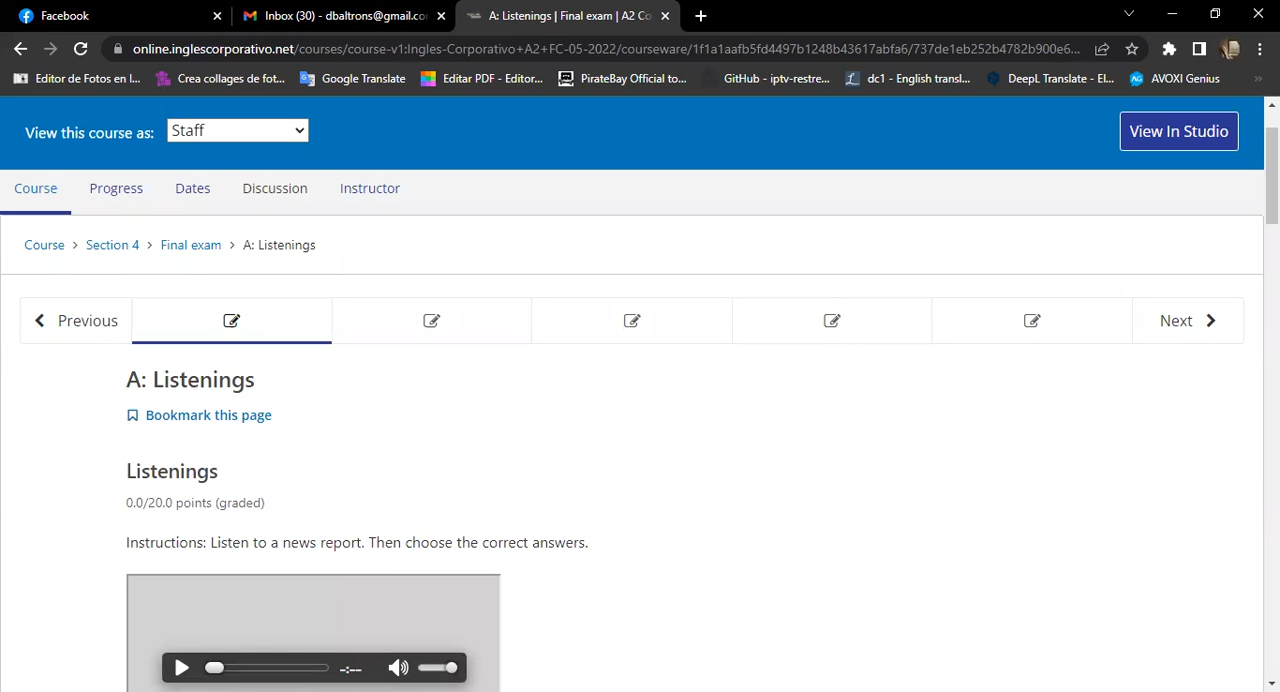 Facebook
Inbox (30) - dbaltrons@gmail.co
A: Listenings | Final exam | A2 Co
online.inglescorporativo.net/courses/course-v1:Ingles-Corporativo+A2+FC-05-2022/courseware/1f1a1aafb5fd4497b1248b43617abfa6/737de1eb252b4782b900e6...
Editor de Fotos en l...
Crea collages de fot...
Google Translate
Editar PDF - Editor...
PirateBay Official to...
GitHub - iptv-restre...
dc1 - English transl...
DeepL Translate - El...
AVOXI Genius
View this course as:
Staff
View In Studio
Course
Progress
Dates
Discussion
Instructor
Course > Section 4 > Final exam > A: Listenings
Previous
Next
A: Listenings
Bookmark this page
Listenings
0.0/20.0 points (graded)
Instructions: Listen to a news report. Then choose the correct answers.
-:--